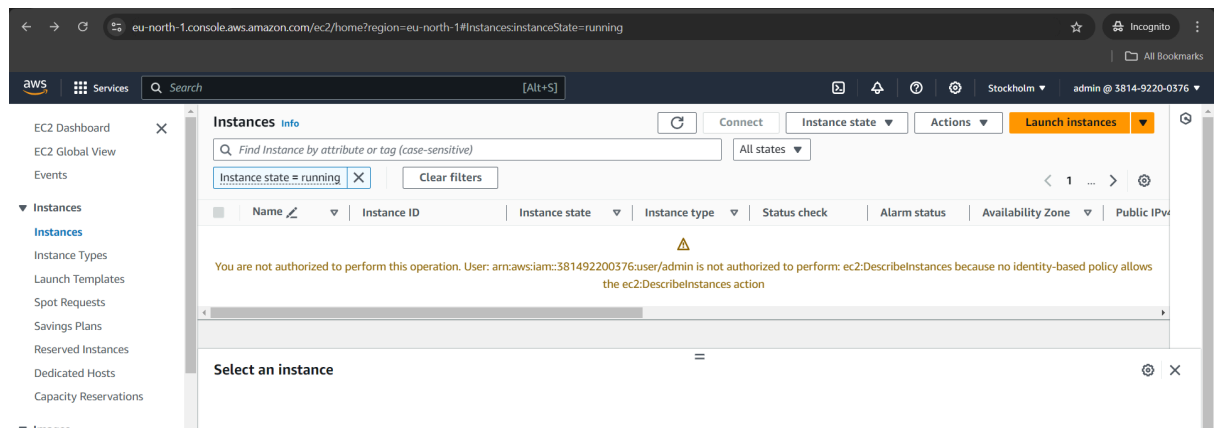 eu-north-1.console.aws.amazon.com/ec2/home?region=eu-north-1#Instances:instanceState=running
Incognito
All Bookmarks
aws
Services
Search
[Alt+S]
Stockholm
admin @ 3814-9220-0376
EC2 Dashboard
EC2 Global View
Events
Instances
Instances
Instance Types
Launch Templates
Spot Requests
Savings Plans
Reserved Instances
Dedicated Hosts
Capacity Reservations
Instances Info
Connect
Instance state
Actions
Launch instances
Find Instance by attribute or tag (case-sensitive)
All states
Instance state = running
Clear filters
1 ...
Name
Instance ID
Instance state
Instance type
Status check
Alarm status
Availability Zone
Public IPv4
You are not authorized to perform this operation. User: arn:aws:iam::381492200376:user/admin is not authorized to perform: ec2:DescribeInstances because no identity-based policy allows
the ec2:DescribeInstances action
Select an instance